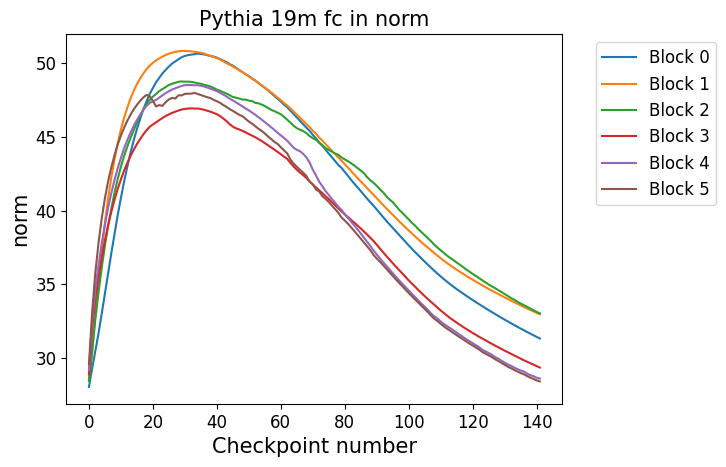 Pythia 19m fc in norm
norm
50
45
40
35
30
0 20 40 60 80 100 120 140
Checkpoint number
Block 0
Block 1
Block 2
Block 3
Block 4
Block 5